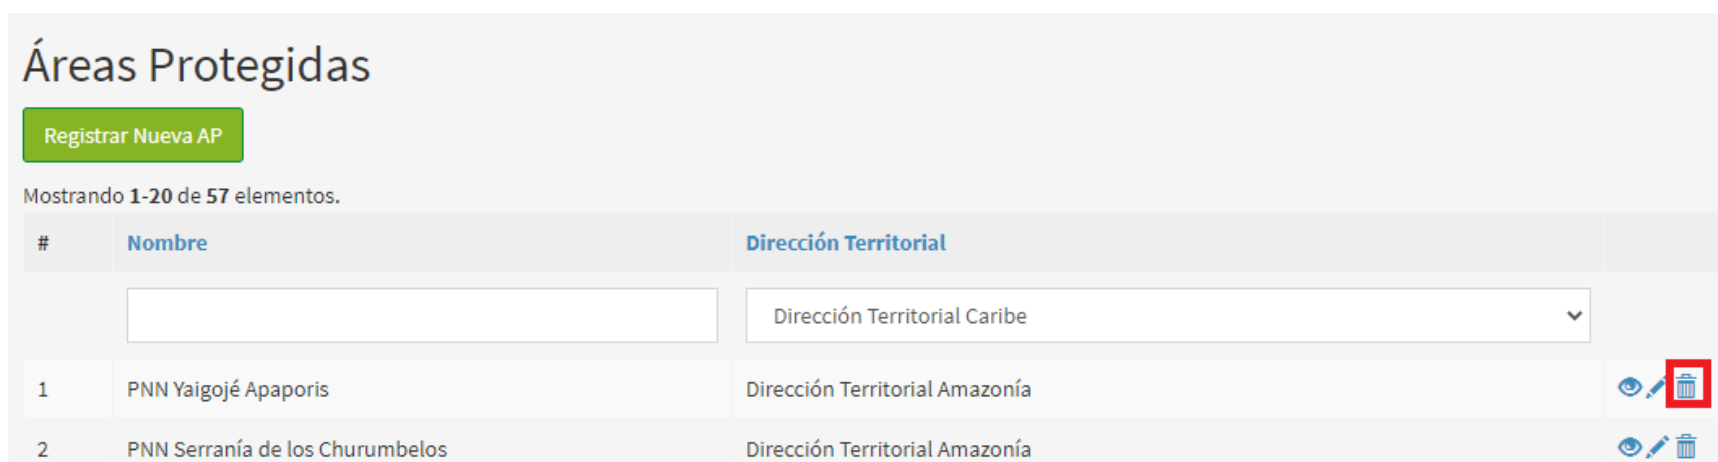 Áreas Protegidas
Registrar Nueva AP
Mostrando 1-20 de 57 elementos.
# Nombre Dirección Territorial
Dirección Territorial Caribe
1 PNN Yaigojé Apaporis Dirección Territorial Amazonía
2 PNN Serranía de los Churumbelos Dirección Territorial Amazonía